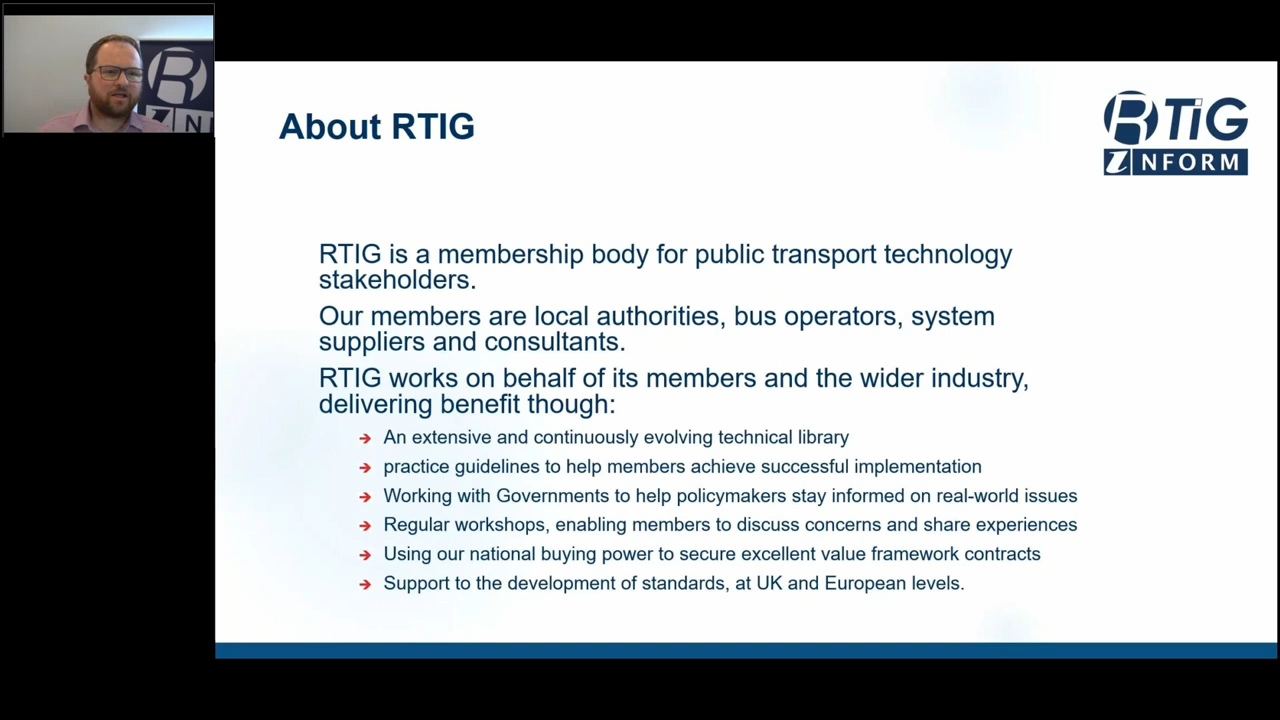 About RTIG
RTiG
iNFORM
RTIG is a membership body for public transport technology
stakeholders.
Our members are local authorities, bus operators, system
suppliers and consultants.
RTIG works on behalf of its members and the wider industry,
delivering benefit though:
An extensive and continuously evolving technical library
practice guidelines to help members achieve successful implementation
Working with Governments to help policymakers stay informed on real-world issues
Regular workshops, enabling members to discuss concerns and share experiences
Using our national buying power to secure excellent value framework contracts
Support to the development of standards, at UK and European levels.
R
i N